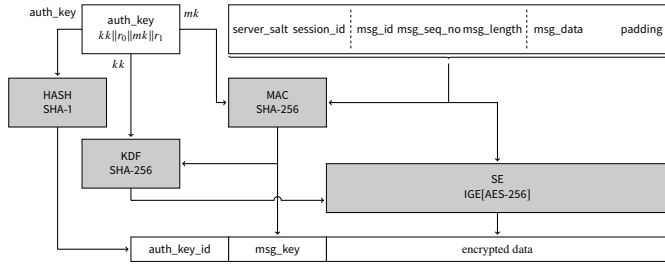 auth_key
auth_key
kk||r₀||mk||r₁
mk
kk
server_salt session_id msg_id msg_seq_no msg_length msg_data padding
HASH
SHA-1
MAC
SHA-256
KDF
SHA-256
SE
IGE[AES-256]
auth_key_id msg_key encrypted data